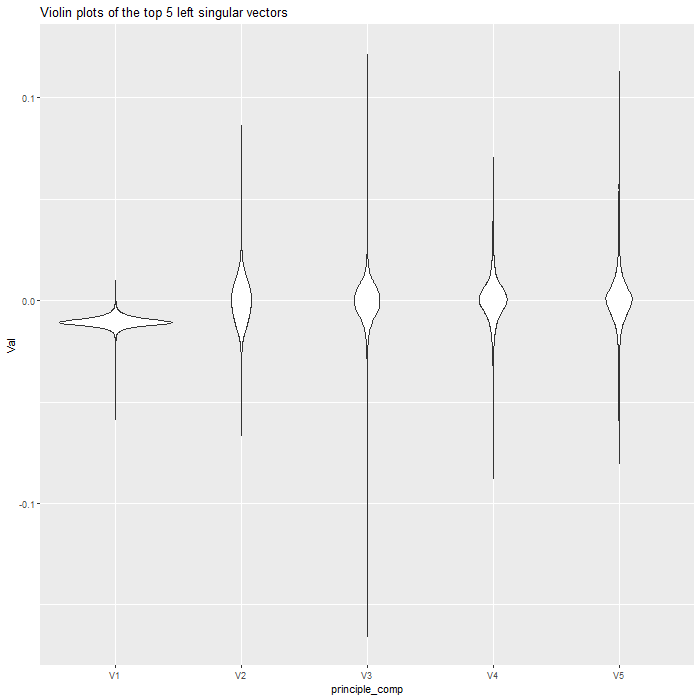 Violin plots of the top 5 left singular vectors
0.1
0.0
-0.1
Val
V1 V2 V3 V4 V5
principle_comp